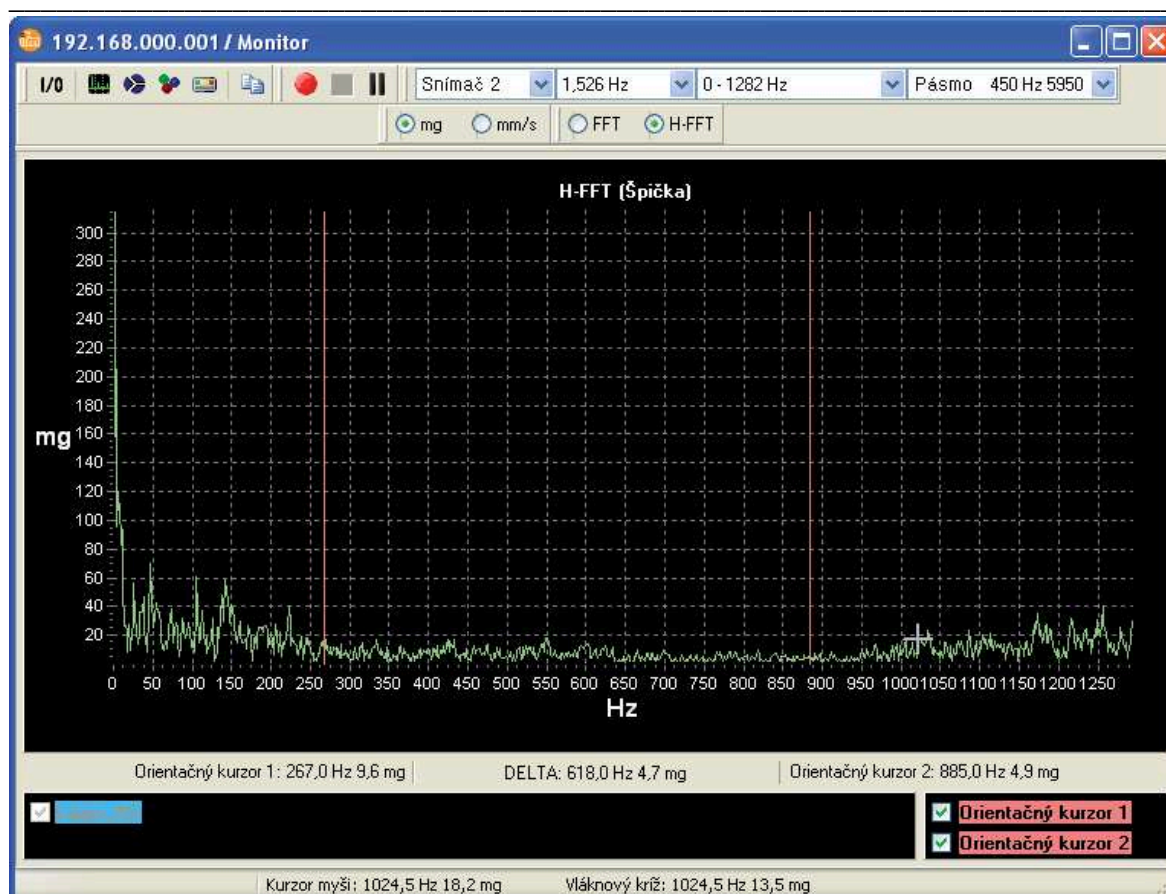 192.168.000.001 / Monitor
I/0 Snímač 2 1,526 Hz 0 - 1282 Hz Pásmo 450 Hz 5950
mg mm/s FFT H-FFT
H-FFT (Špička)
300
280
260
240
220
200
180
mg 160
140
120
100
80
60
40
20
0 50 100 150 200 250 300 350 400 450 500 550 600 650 700 750 800 850 900 950 1000 1050 1100 1150 1200 1250
Hz
Orientačný kurzor 1: 267,0 Hz 9,6 mg DELTA: 618,0 Hz 4,7 mg Orientačný kurzor 2: 885,0 Hz 4,9 mg
Orientačný kurzor 1
Orientačný kurzor 2
Kurzor myši: 1024,5 Hz 18,2 mg Vláknový kríž: 1024,5 Hz 13,5 mg